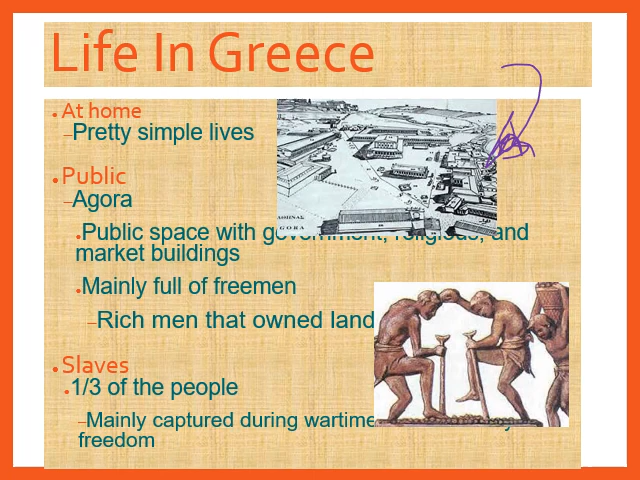 Life In Greece
• At home
–Pretty simple lives
• Public
–Agora
•Public space with government, religious, and
market buildings
•Mainly full of freemen
–Rich men that owned land
• Slaves
•1/3 of the people
–Mainly captured during wartime
freedom
AGORA